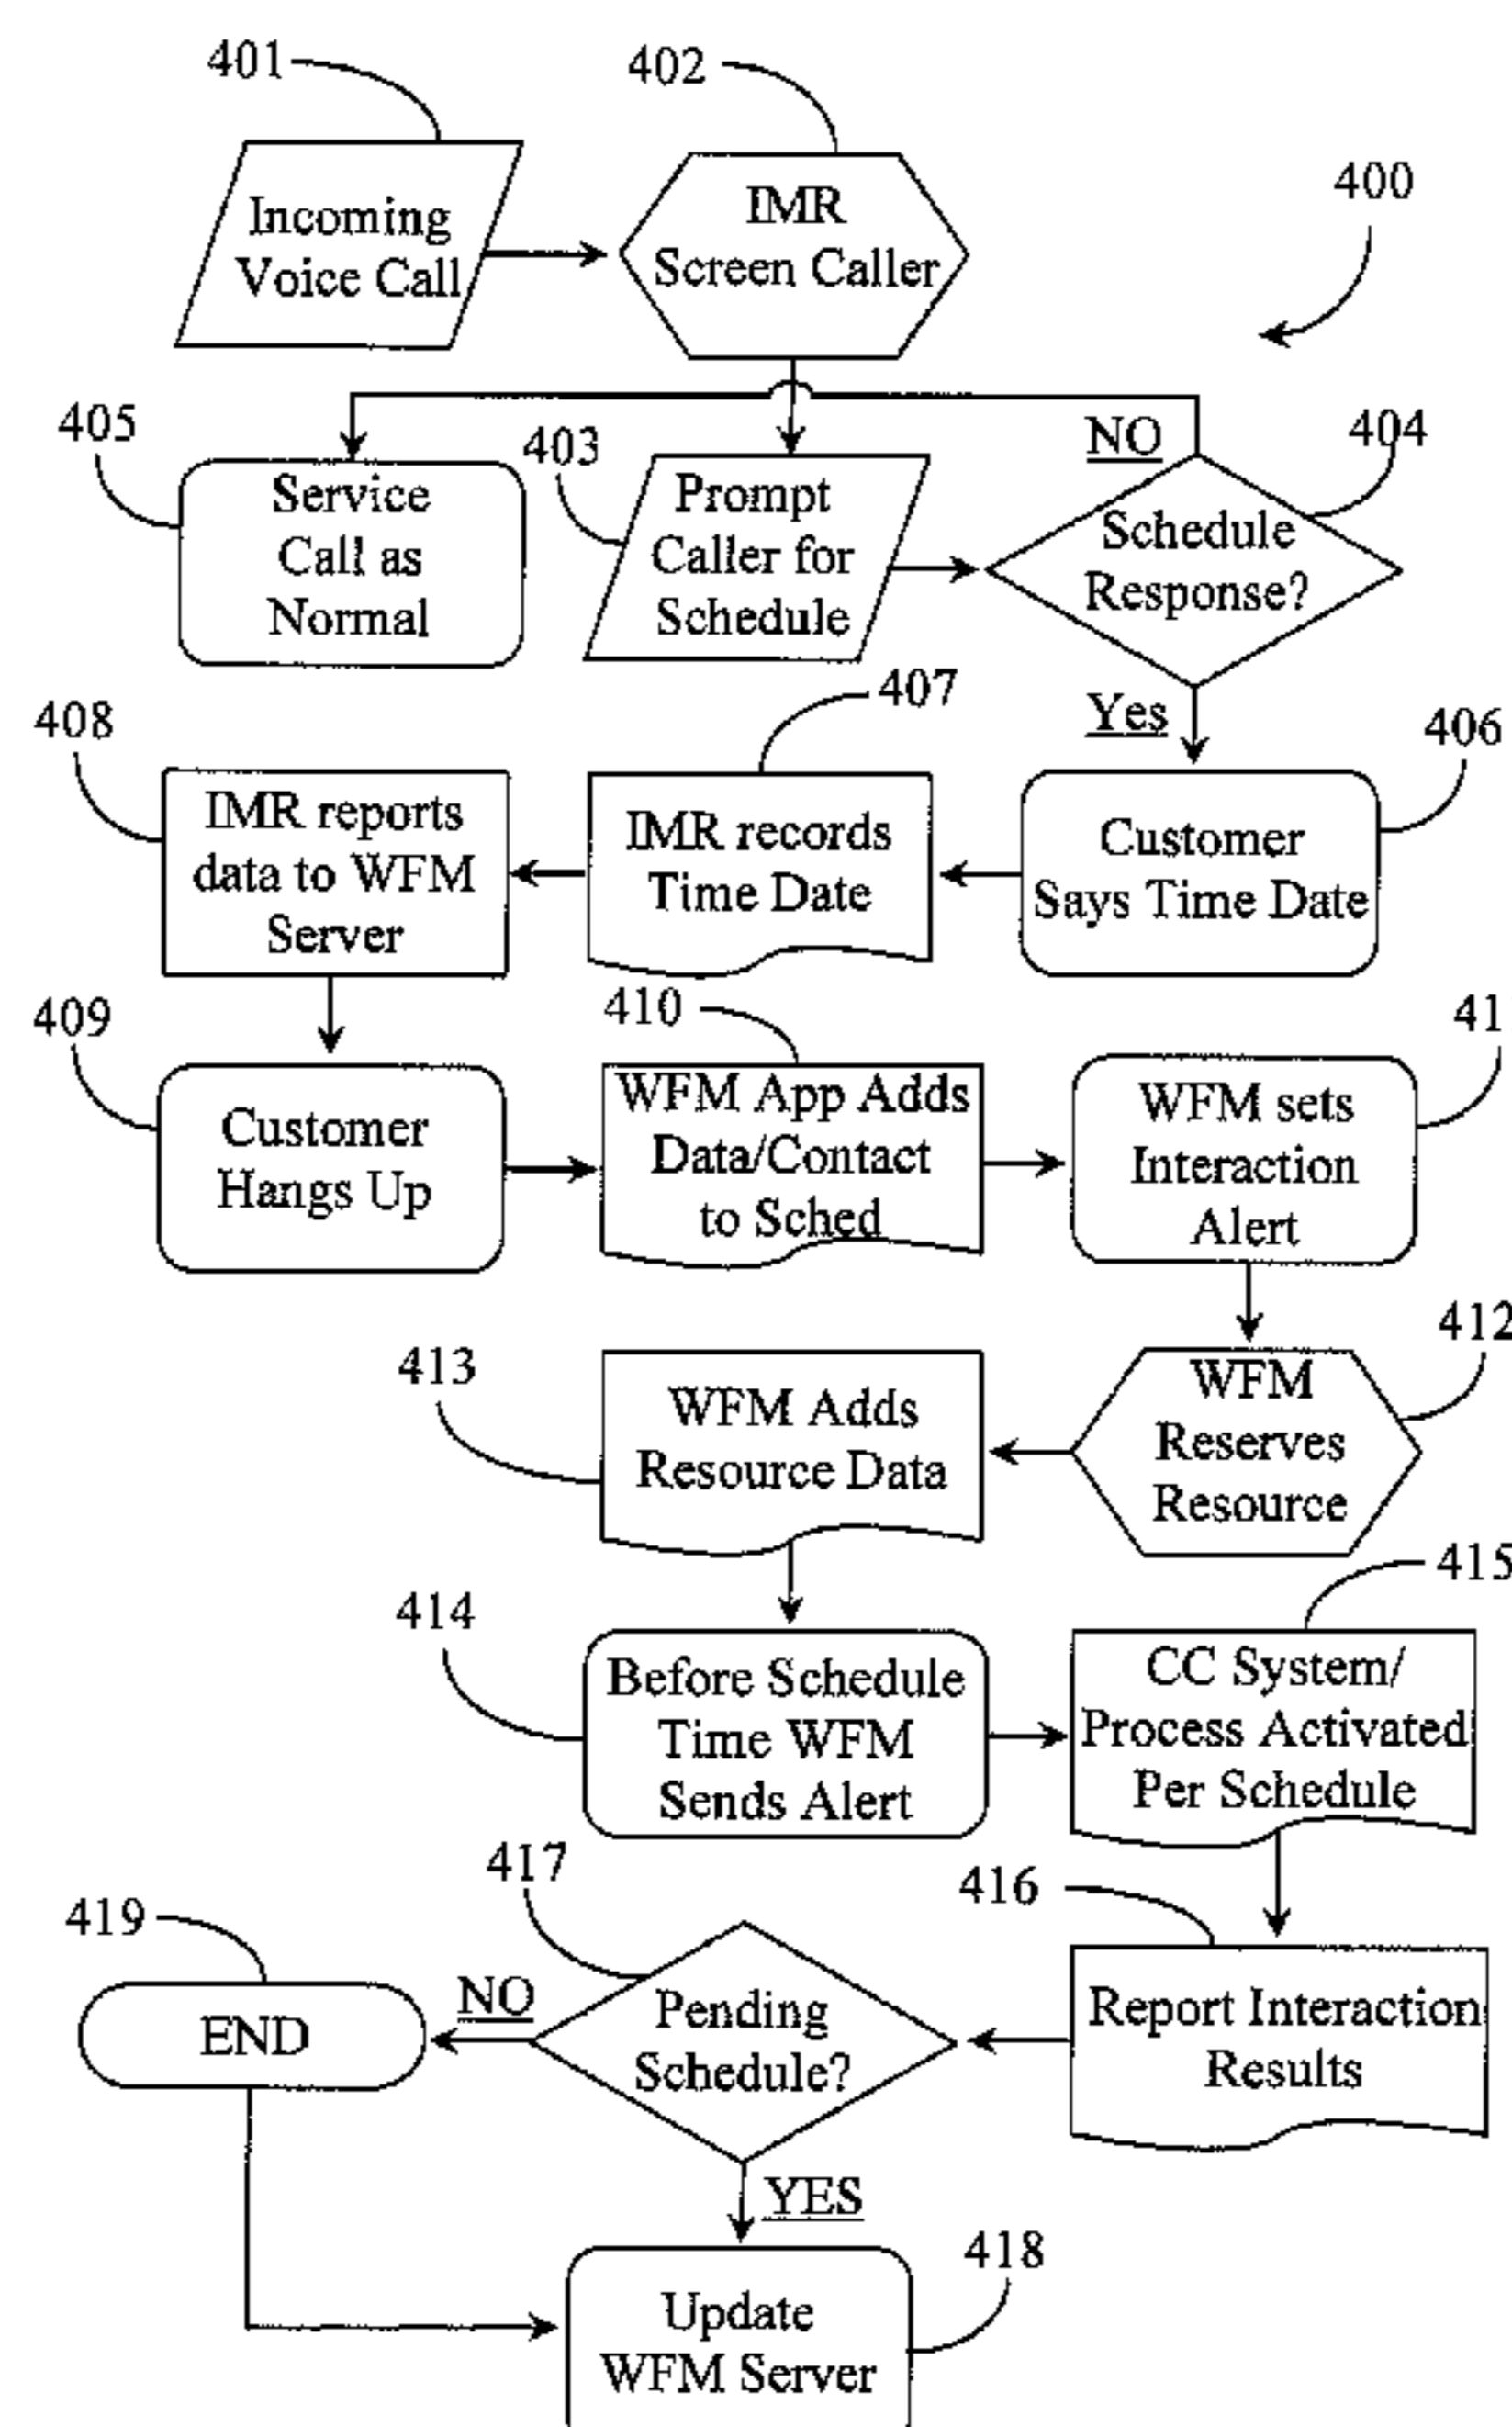 401
402
400
Incoming
Voice Call
IMR
Screen Caller
405
403
NO
404
Service
Call as
Normal
Prompt
Caller for
Schedule
Schedule
Response?
408
407
Yes
406
IMR reports
data to WFM
Server
IMR records
Time Date
Customer
Says Time Date
409
410
41
Customer
Hangs Up
WFM App Adds
Data/Contact
to Sched
WFM sets
Interaction
Alert
413
412
WFM Adds
Resource Data
WFM
Reserves
Resource
414
415
Before Schedule
Time WFM
Sends Alert
CC System/
Process Activated
Per Schedule
419
417
416
END
NO
Pending
Schedule?
Report Interaction
Results
YES
418
Update
WFM Server